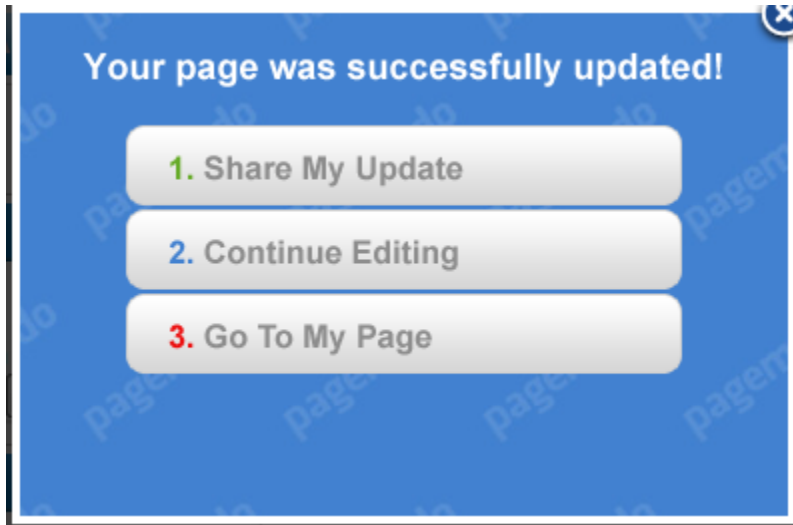 Your page was successfully updated!
1. Share My Update
2. Continue Editing
3. Go To My Page